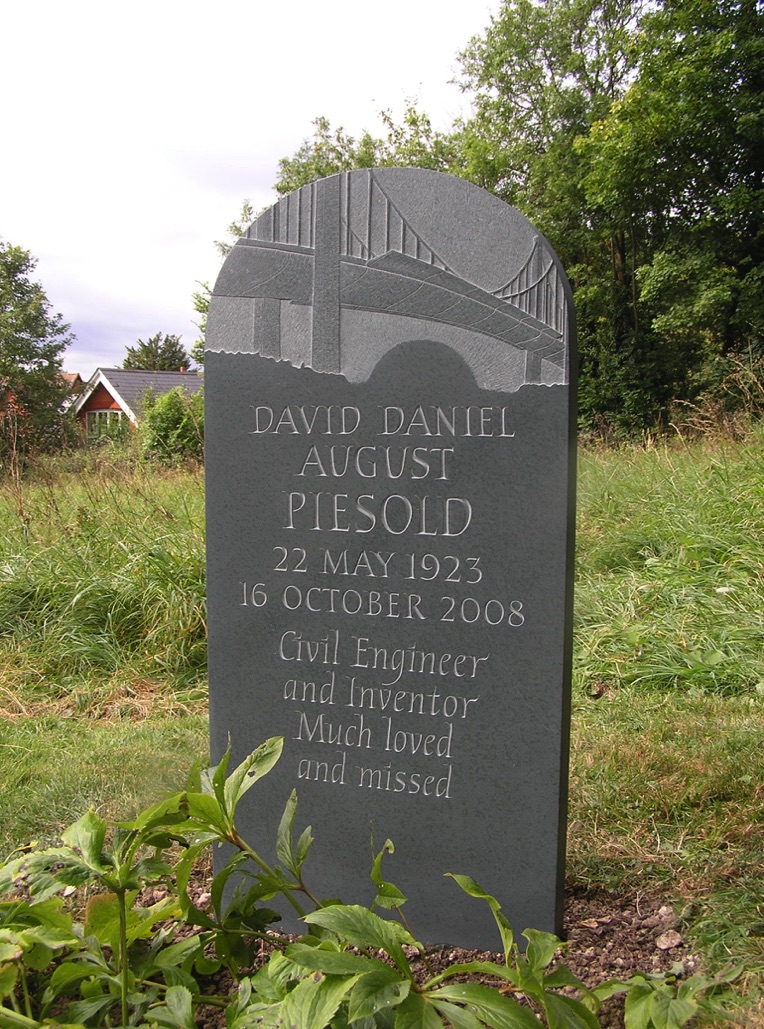 DAVID DANIEL
AUGUST
PIESOLD
22 MAY 1923
16 OCTOBER 2008
Civil Engineer
and Inventor
Much loved
and missed